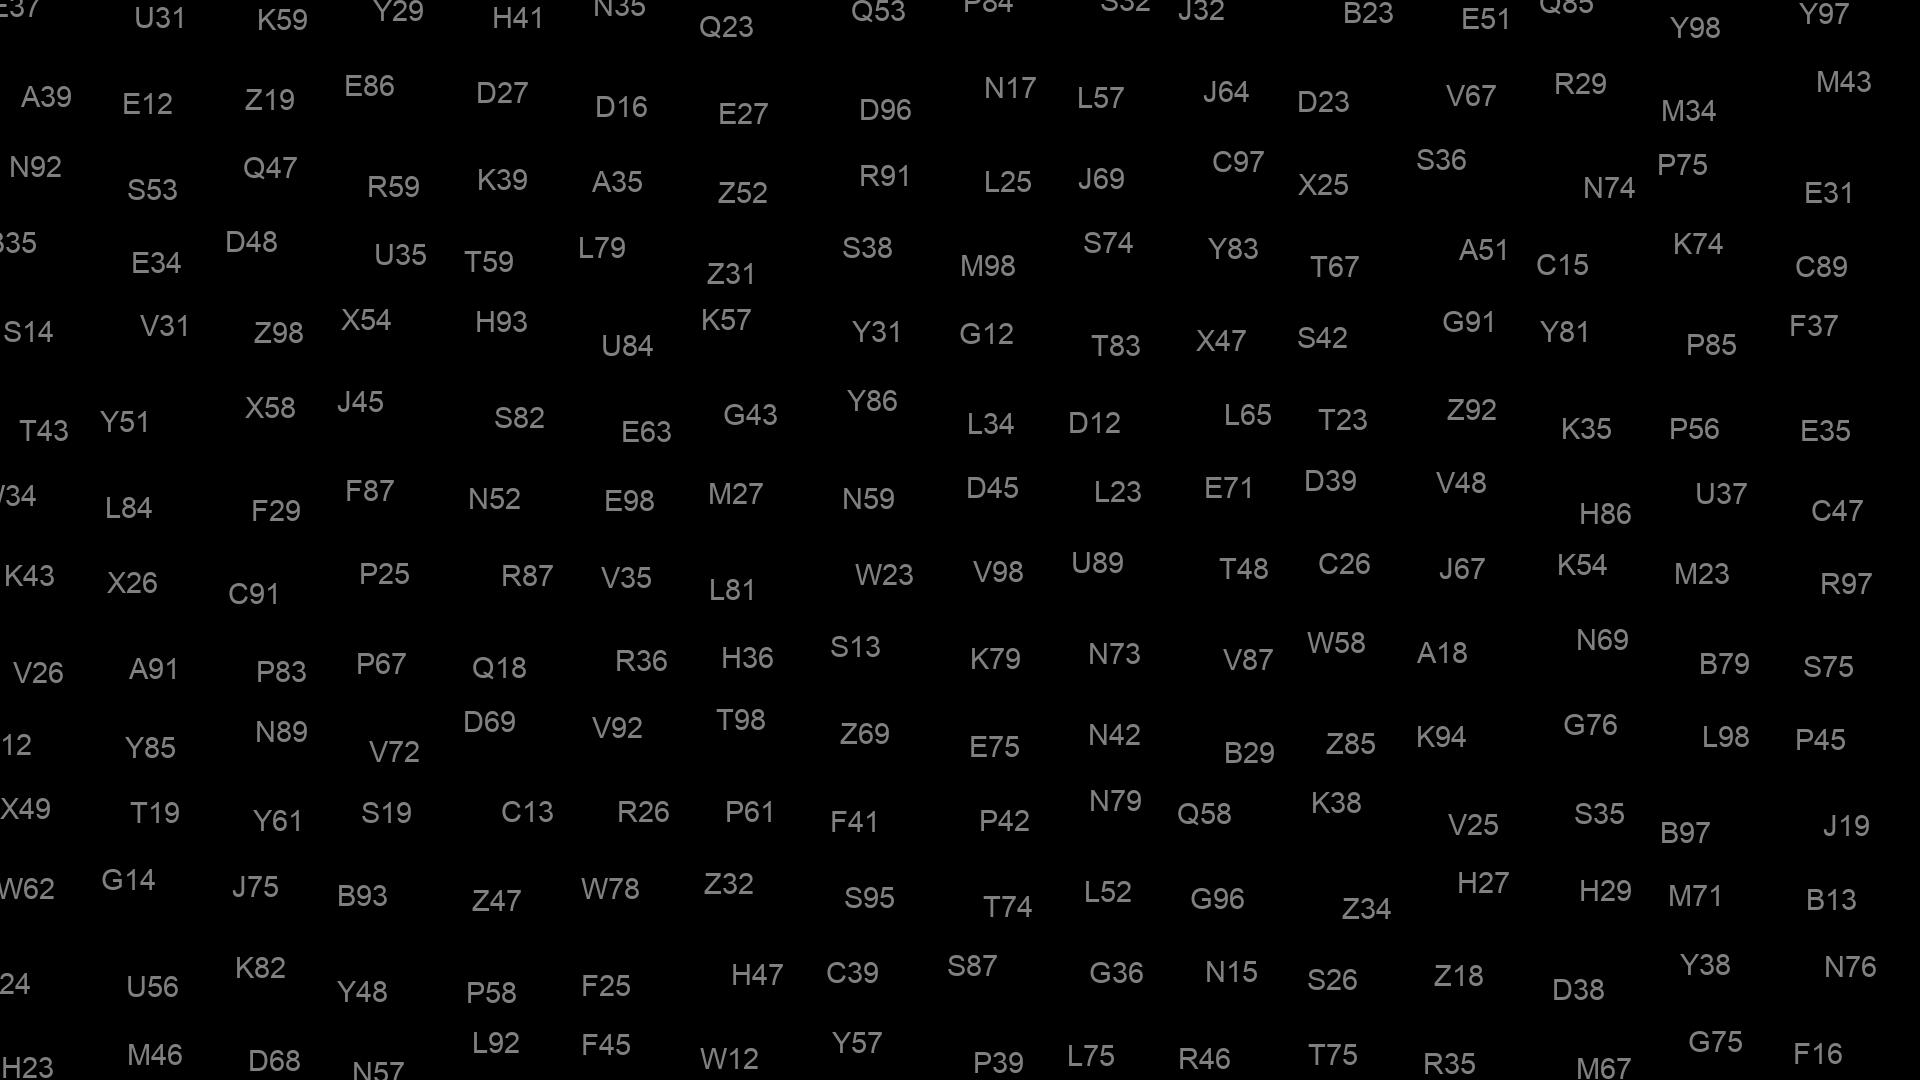 E37 U31 K59 Y29 H41 N35 Q23 Q53 P84 S32 J32 B23 E51 Q85 Y98 Y97
A39 E12 Z19 E86 D27 D16 E27 D96 N17 L57 J64 D23 V67 R29 M34 M43
N92 S53 Q47 R59 K39 A35 Z52 R91 L25 J69 C97 X25 S36 N74 P75 E31
E34 D48 U35 T59 L79 Z31 S38 M98 S74 Y83 T67 A51 C15 K74 C89
S14 V31 Z98 X54 H93 U84 K57 Y31 G12 T83 X47 S42 G91 Y81 P85 F37
T43 Y51 X58 J45 S82 E63 G43 Y86 L34 D12 L65 T23 Z92 K35 P56 E35
L84 F29 F87 N52 E98 M27 N59 D45 L23 E71 D39 V48 H86 U37 C47
K43 X26 C91 P25 R87 V35 L81 W23 V98 U89 T48 C26 J67 K54 M23 R97
V26 A91 P83 P67 Q18 R36 H36 S13 K79 N73 V87 W58 A18 N69 B79 S75
12 Y85 N89 V72 D69 V92 T98 Z69 E75 N42 B29 Z85 K94 G76 L98 P45
X49 T19 Y61 S19 C13 R26 P61 F41 P42 N79 Q58 K38 V25 S35 B97 J19
W62 G14 J75 B93 Z47 W78 Z32 S95 T74 L52 G96 Z34 H27 H29 M71 B13
24 U56 K82 Y48 P58 F25 H47 C39 S87 G36 N15 S26 Z18 D38 Y38 N76
H23 M46 D68 N57 L92 F45 W12 Y57 P39 L75 R46 T75 R35 M67 G75 F16